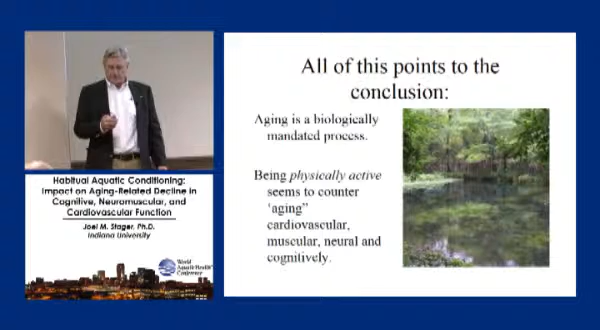 All of this points to the
conclusion:
Aging is a biologically
mandated process.
Being physically active
seems to counter
'aging"
cardiovascular,
muscular, neural and
cognitively.
Habitual Aquatic Conditioning:
Impact on Aging-Related Decline in
Cognitive, Neuromuscular, and
Cardiovascular Function
Joel M. Stager, Ph.D.
Indiana University
World
Aquatic Health
Conference